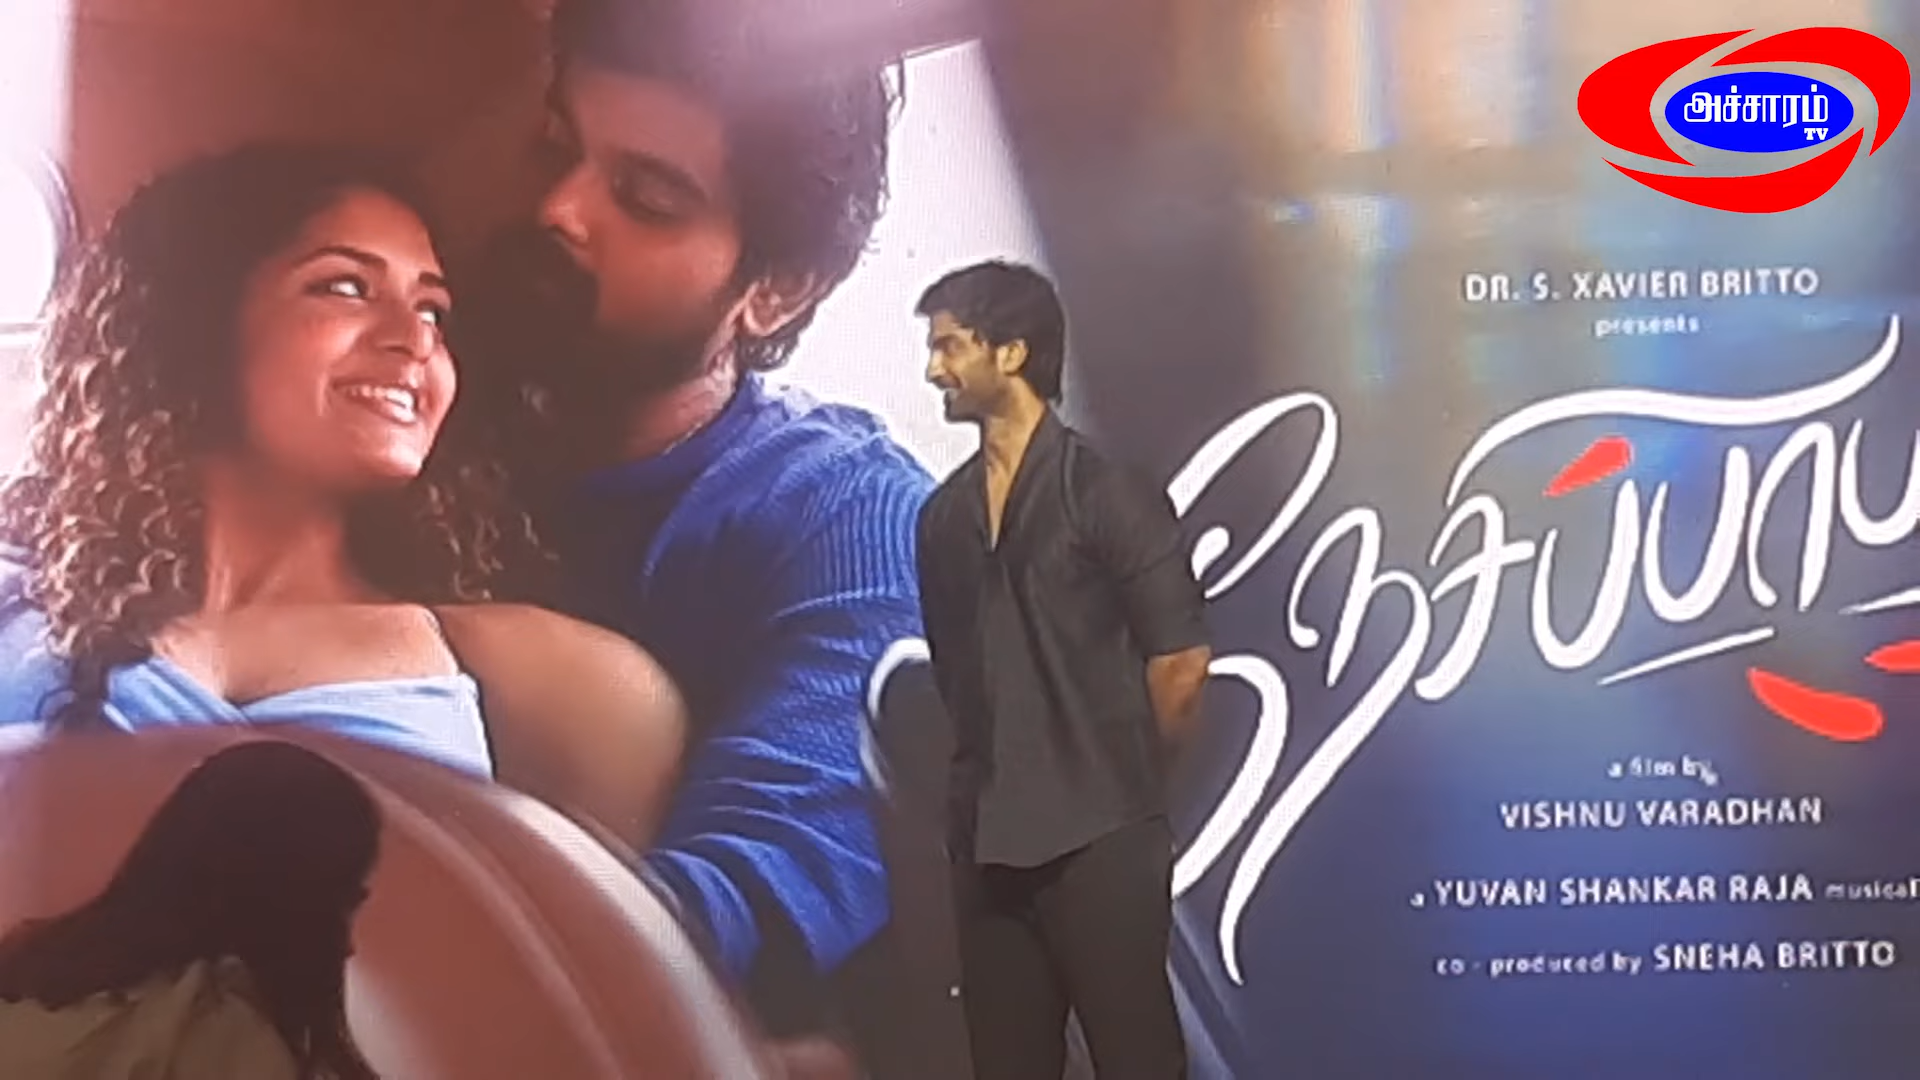 அச்சாரம்
TV
DR. S. XAVIER BRITTO
presents
நேசிப்பாயா
a film by
VISHNU VARADHAN
a YUVAN SHANKAR RAJA musical
co - produced by SNEHA BRITTO